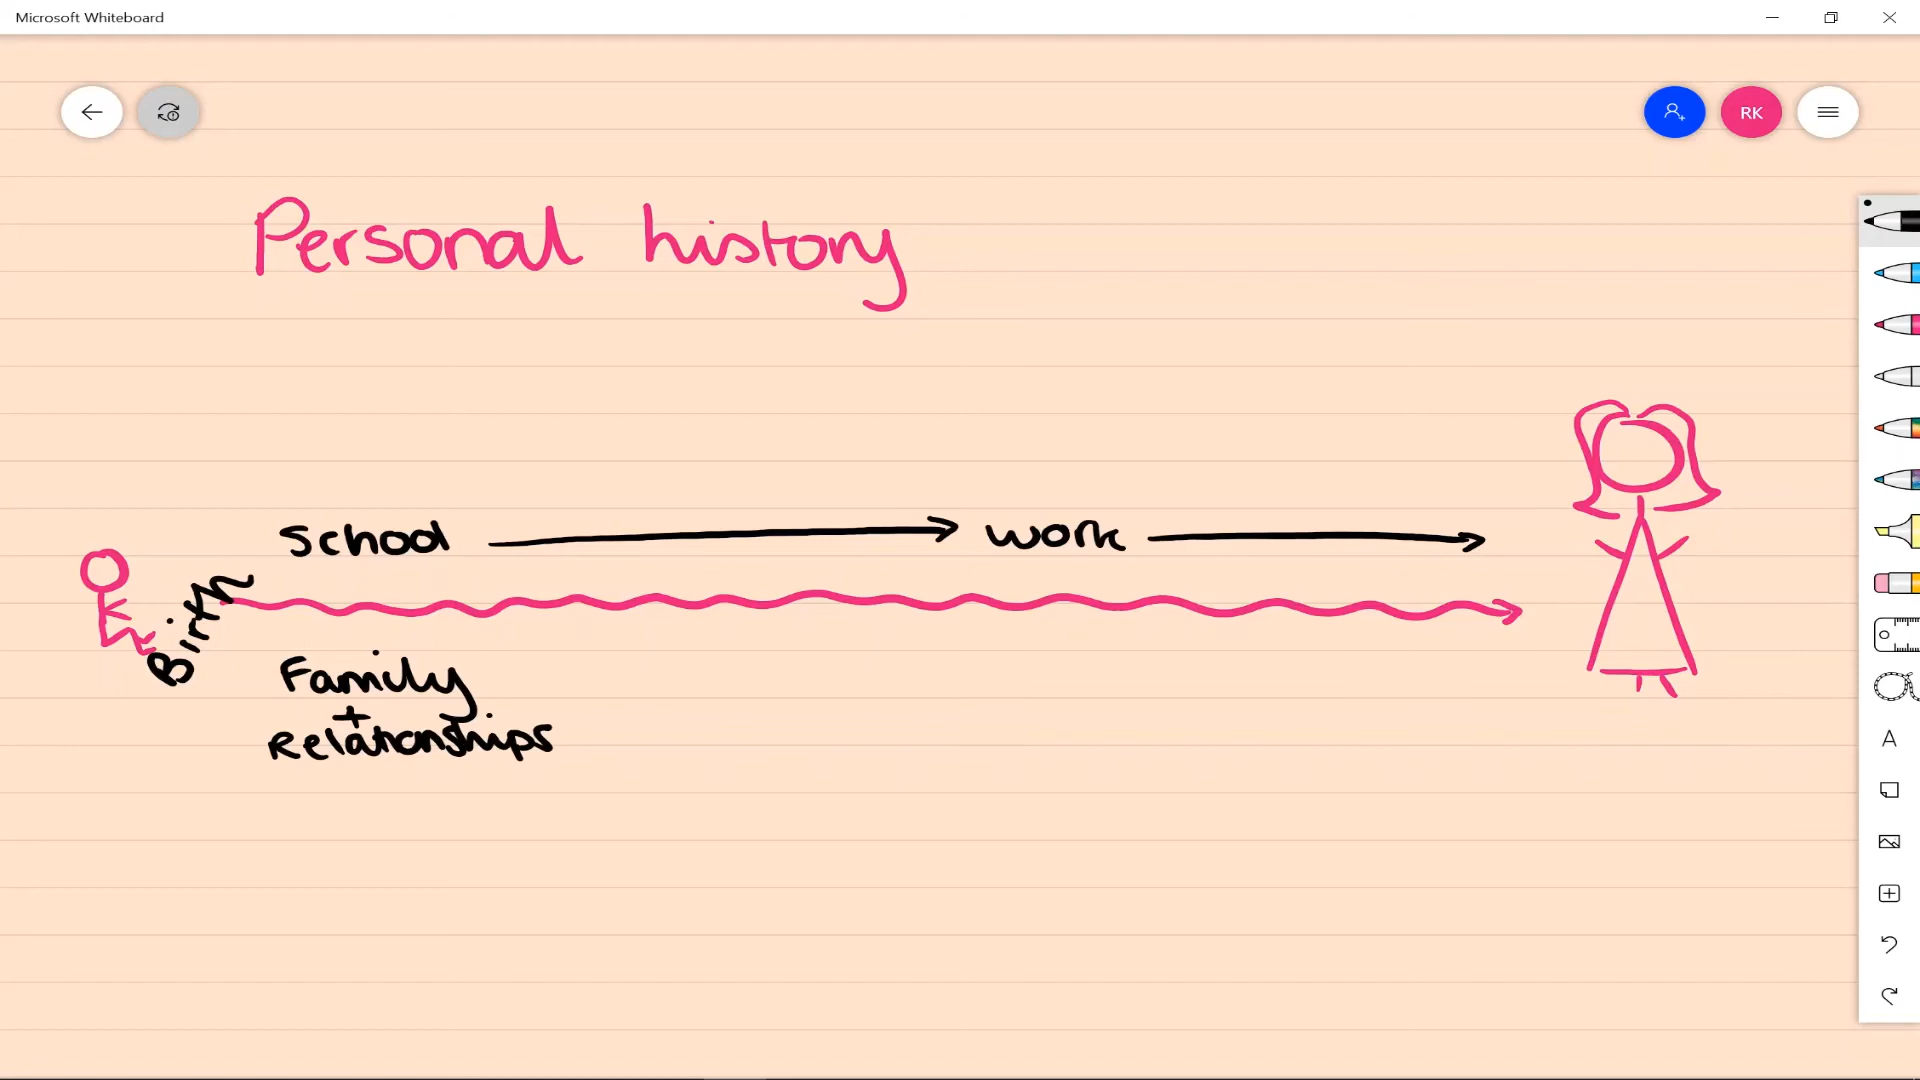 Microsoft Whiteboard
RK
Personal history
School
work
Birth
Family
+
Relationships
A